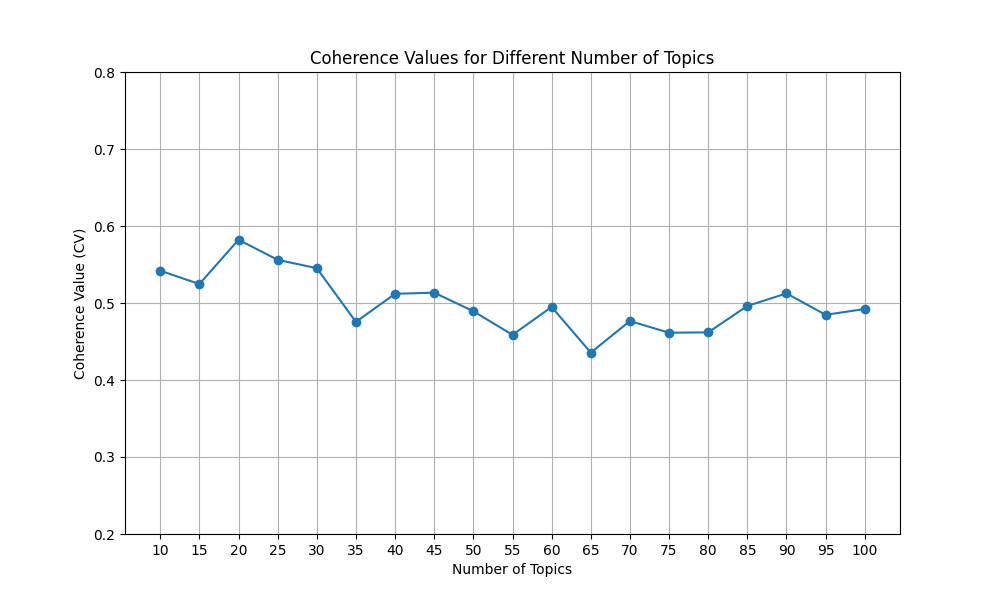 Coherence Values for Different Number of Topics
0.8
0.7
0.6
0.5
0.4
0.3
0.2
Coherence Value (CV)
10 15 20 25 30 35 40 45 50 55 60 65 70 75 80 85 90 95 100
Number of Topics